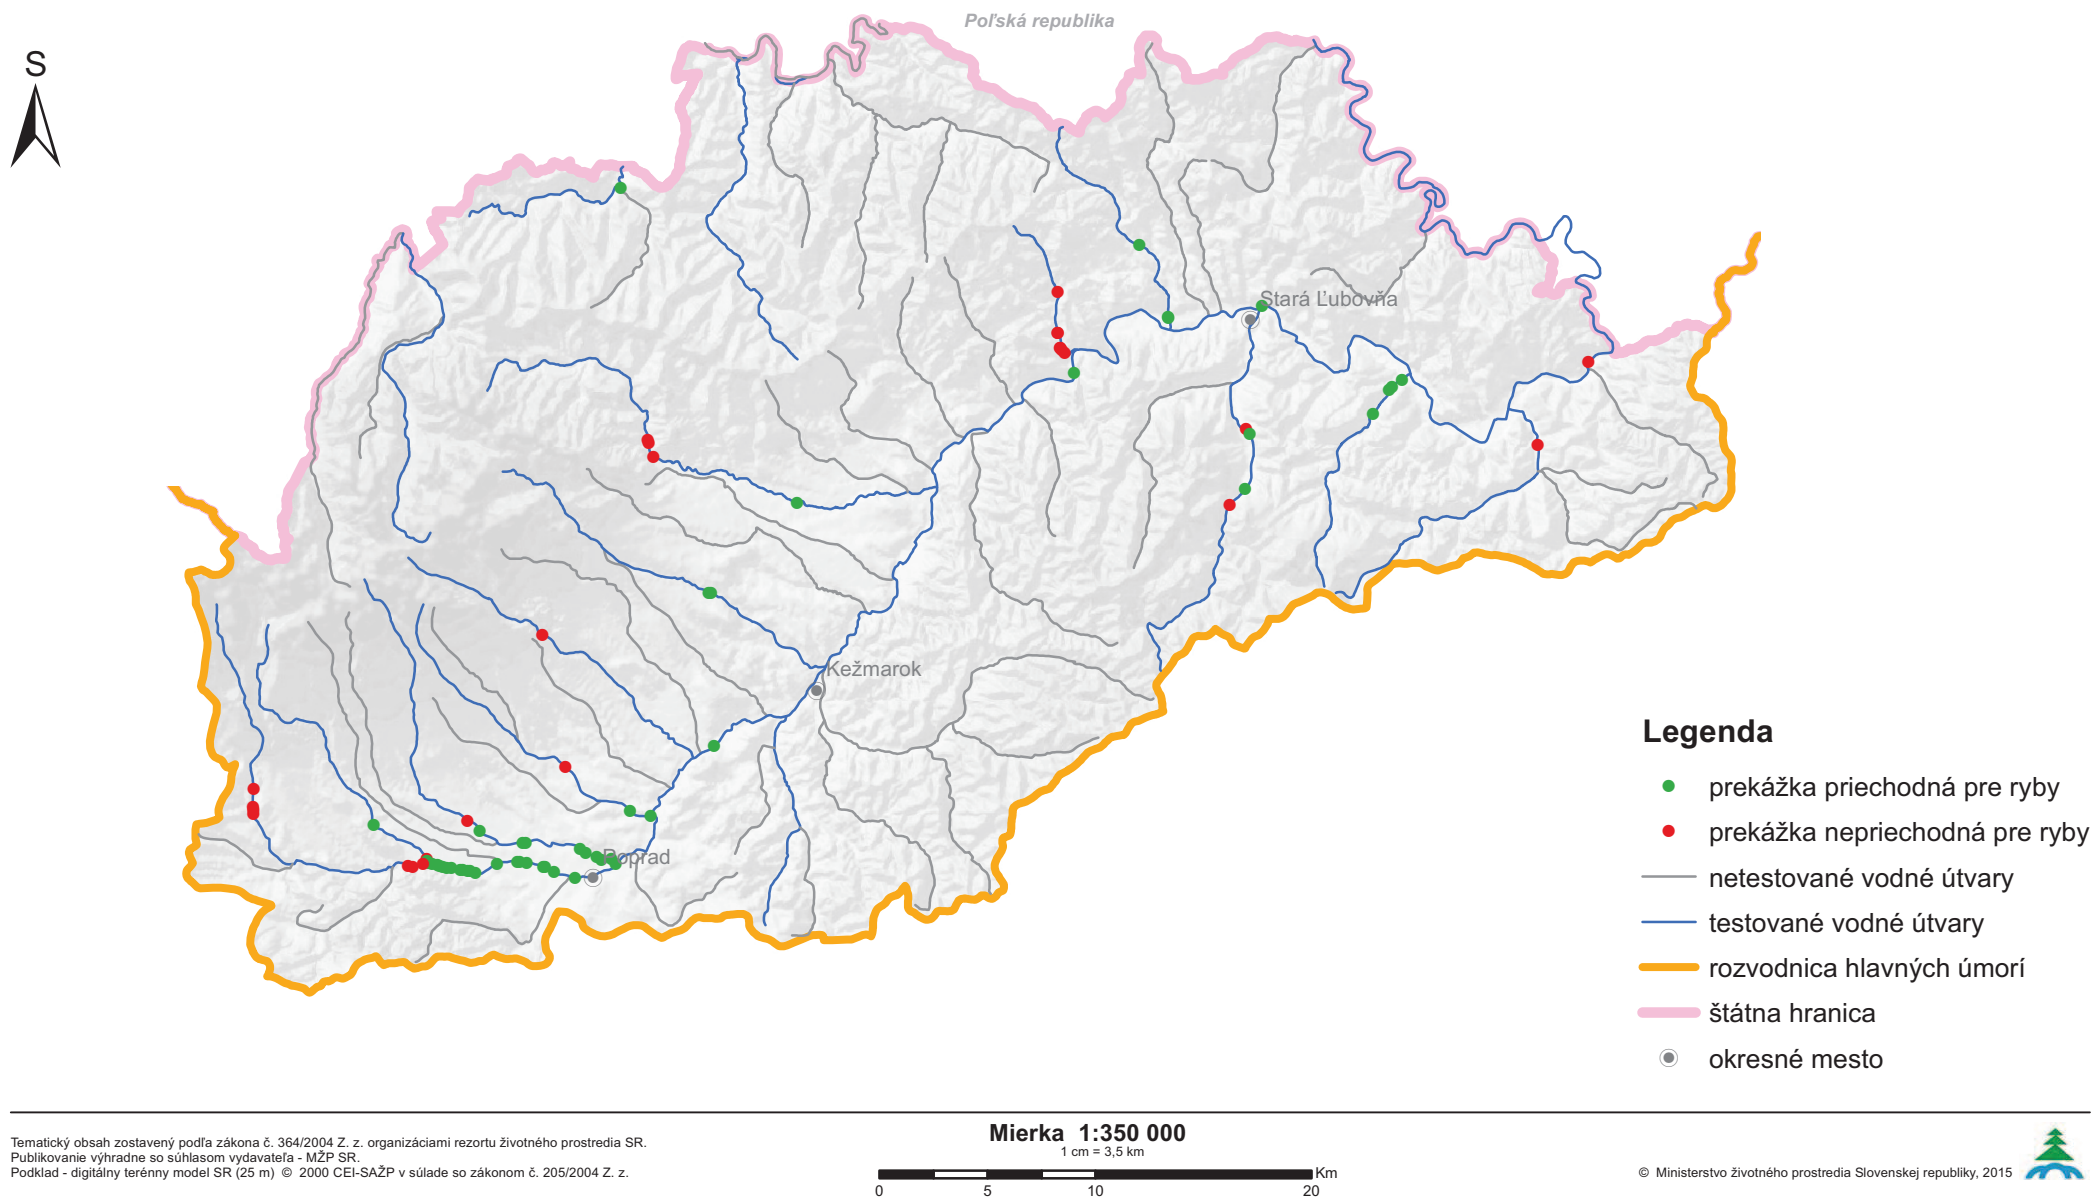 Poľská republika
S
Stará Ľubovňa
Kežmarok
Poprad
Legenda
prekážka priechodná pre ryby
prekážka nepriechodná pre ryby
netestované vodné útvary
testované vodné útvary
rozvodnica hlavných úmorí
štátna hranica
okresné mesto
Tematický obsah zostavený podľa zákona č. 364/2004 Z. z. organizáciami rezortu životného prostredia SR.
Publikovanie výhradne so súhlasom vydavateľa - MŽP SR.
Podklad - digitálny terénny model SR (25 m) © 2000 CEI-SAŽP v súlade so zákonom č. 205/2004 Z. z.
Mierka 1:350 000
1 cm = 3,5 km
Km
0 5 10 20
© Ministerstvo životného prostredia Slovenskej republiky, 2015